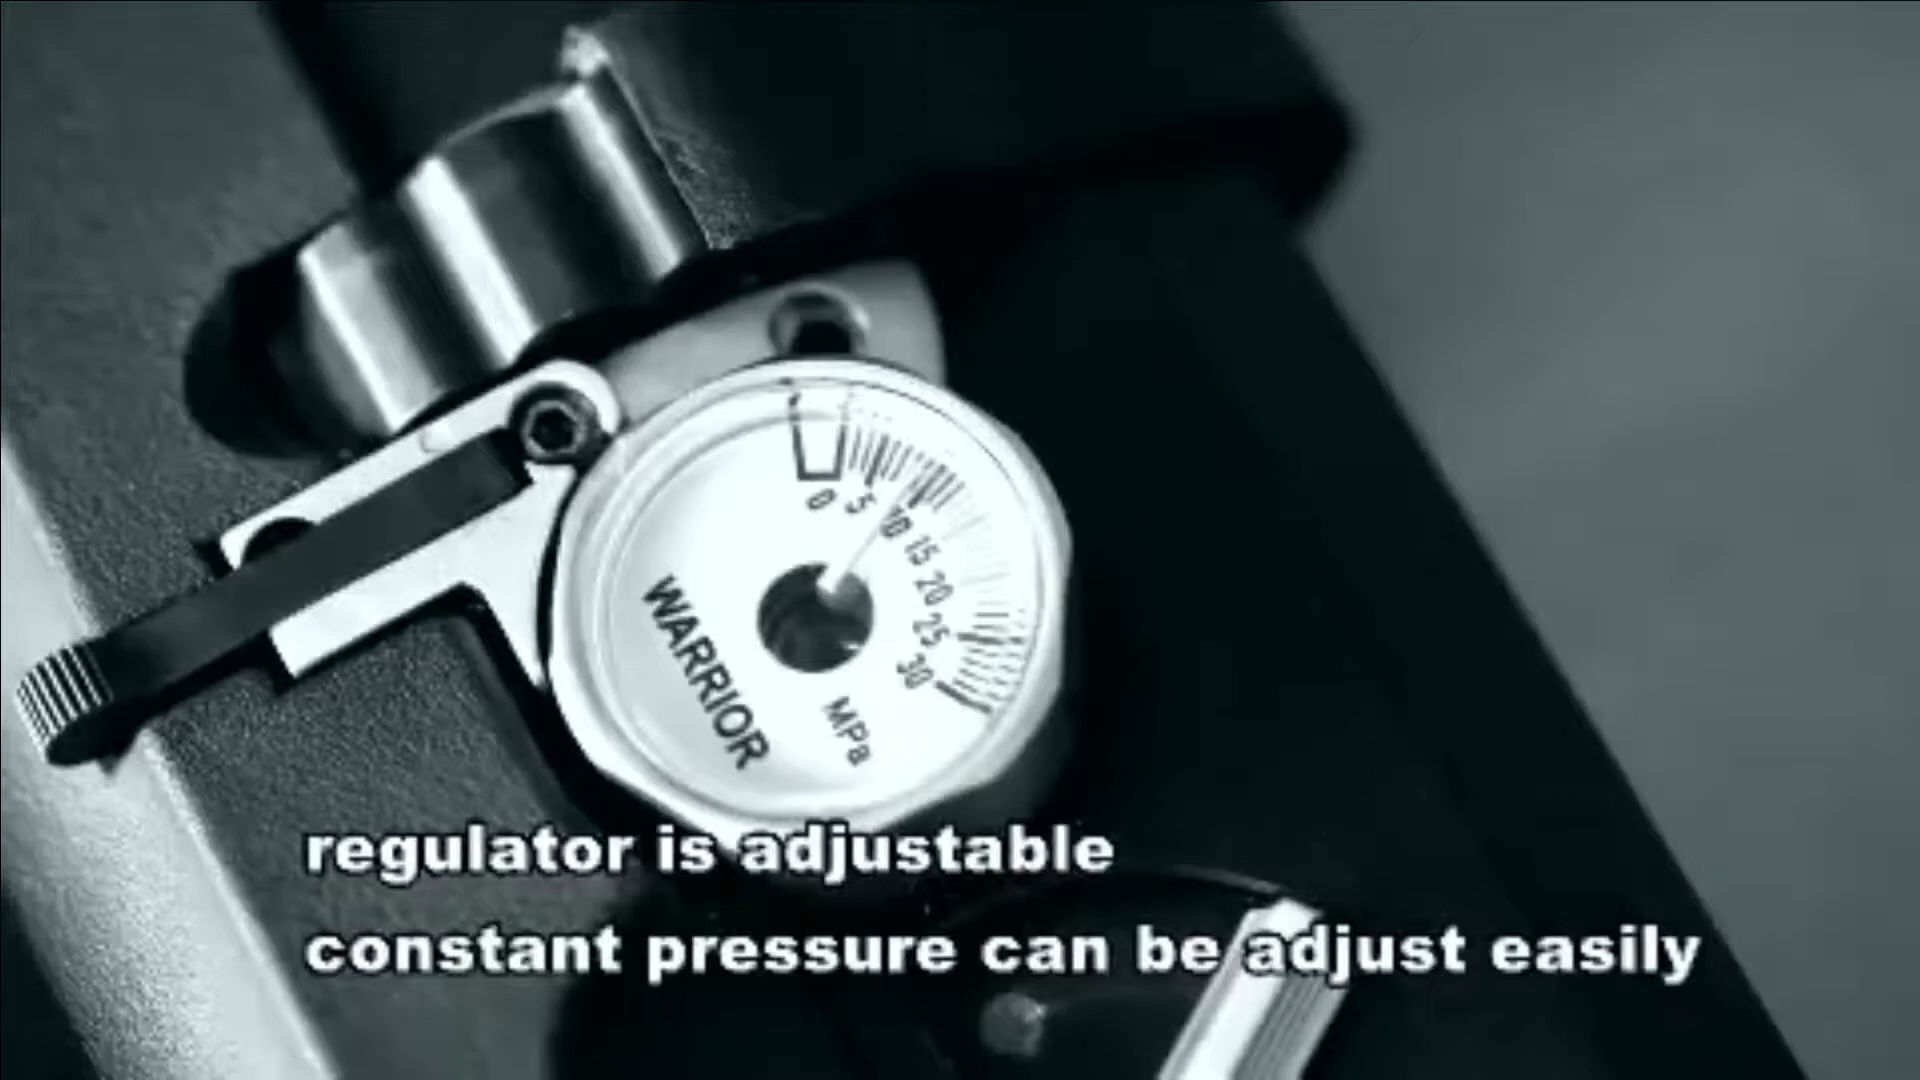 0 5 10 15 20 25 30
WARRIOR
MPa
regulator is adjustable
constant pressure can be adjust easily